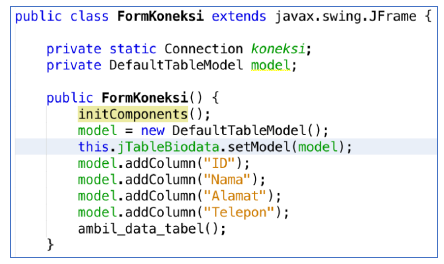 public class FormKoneksi extends javax.swing.JFrame {
private static Connection koneksi;
private DefaultTableModel model;
public FormKoneksi() {
initComponents();
model = new DefaultTableModel();
this.jTableBiodata.setModel(model);
model.addColumn("ID");
model.addColumn("Nama");
model.addColumn("Alamat");
model.addColumn("Telepon");
ambil_data_tabel();
}